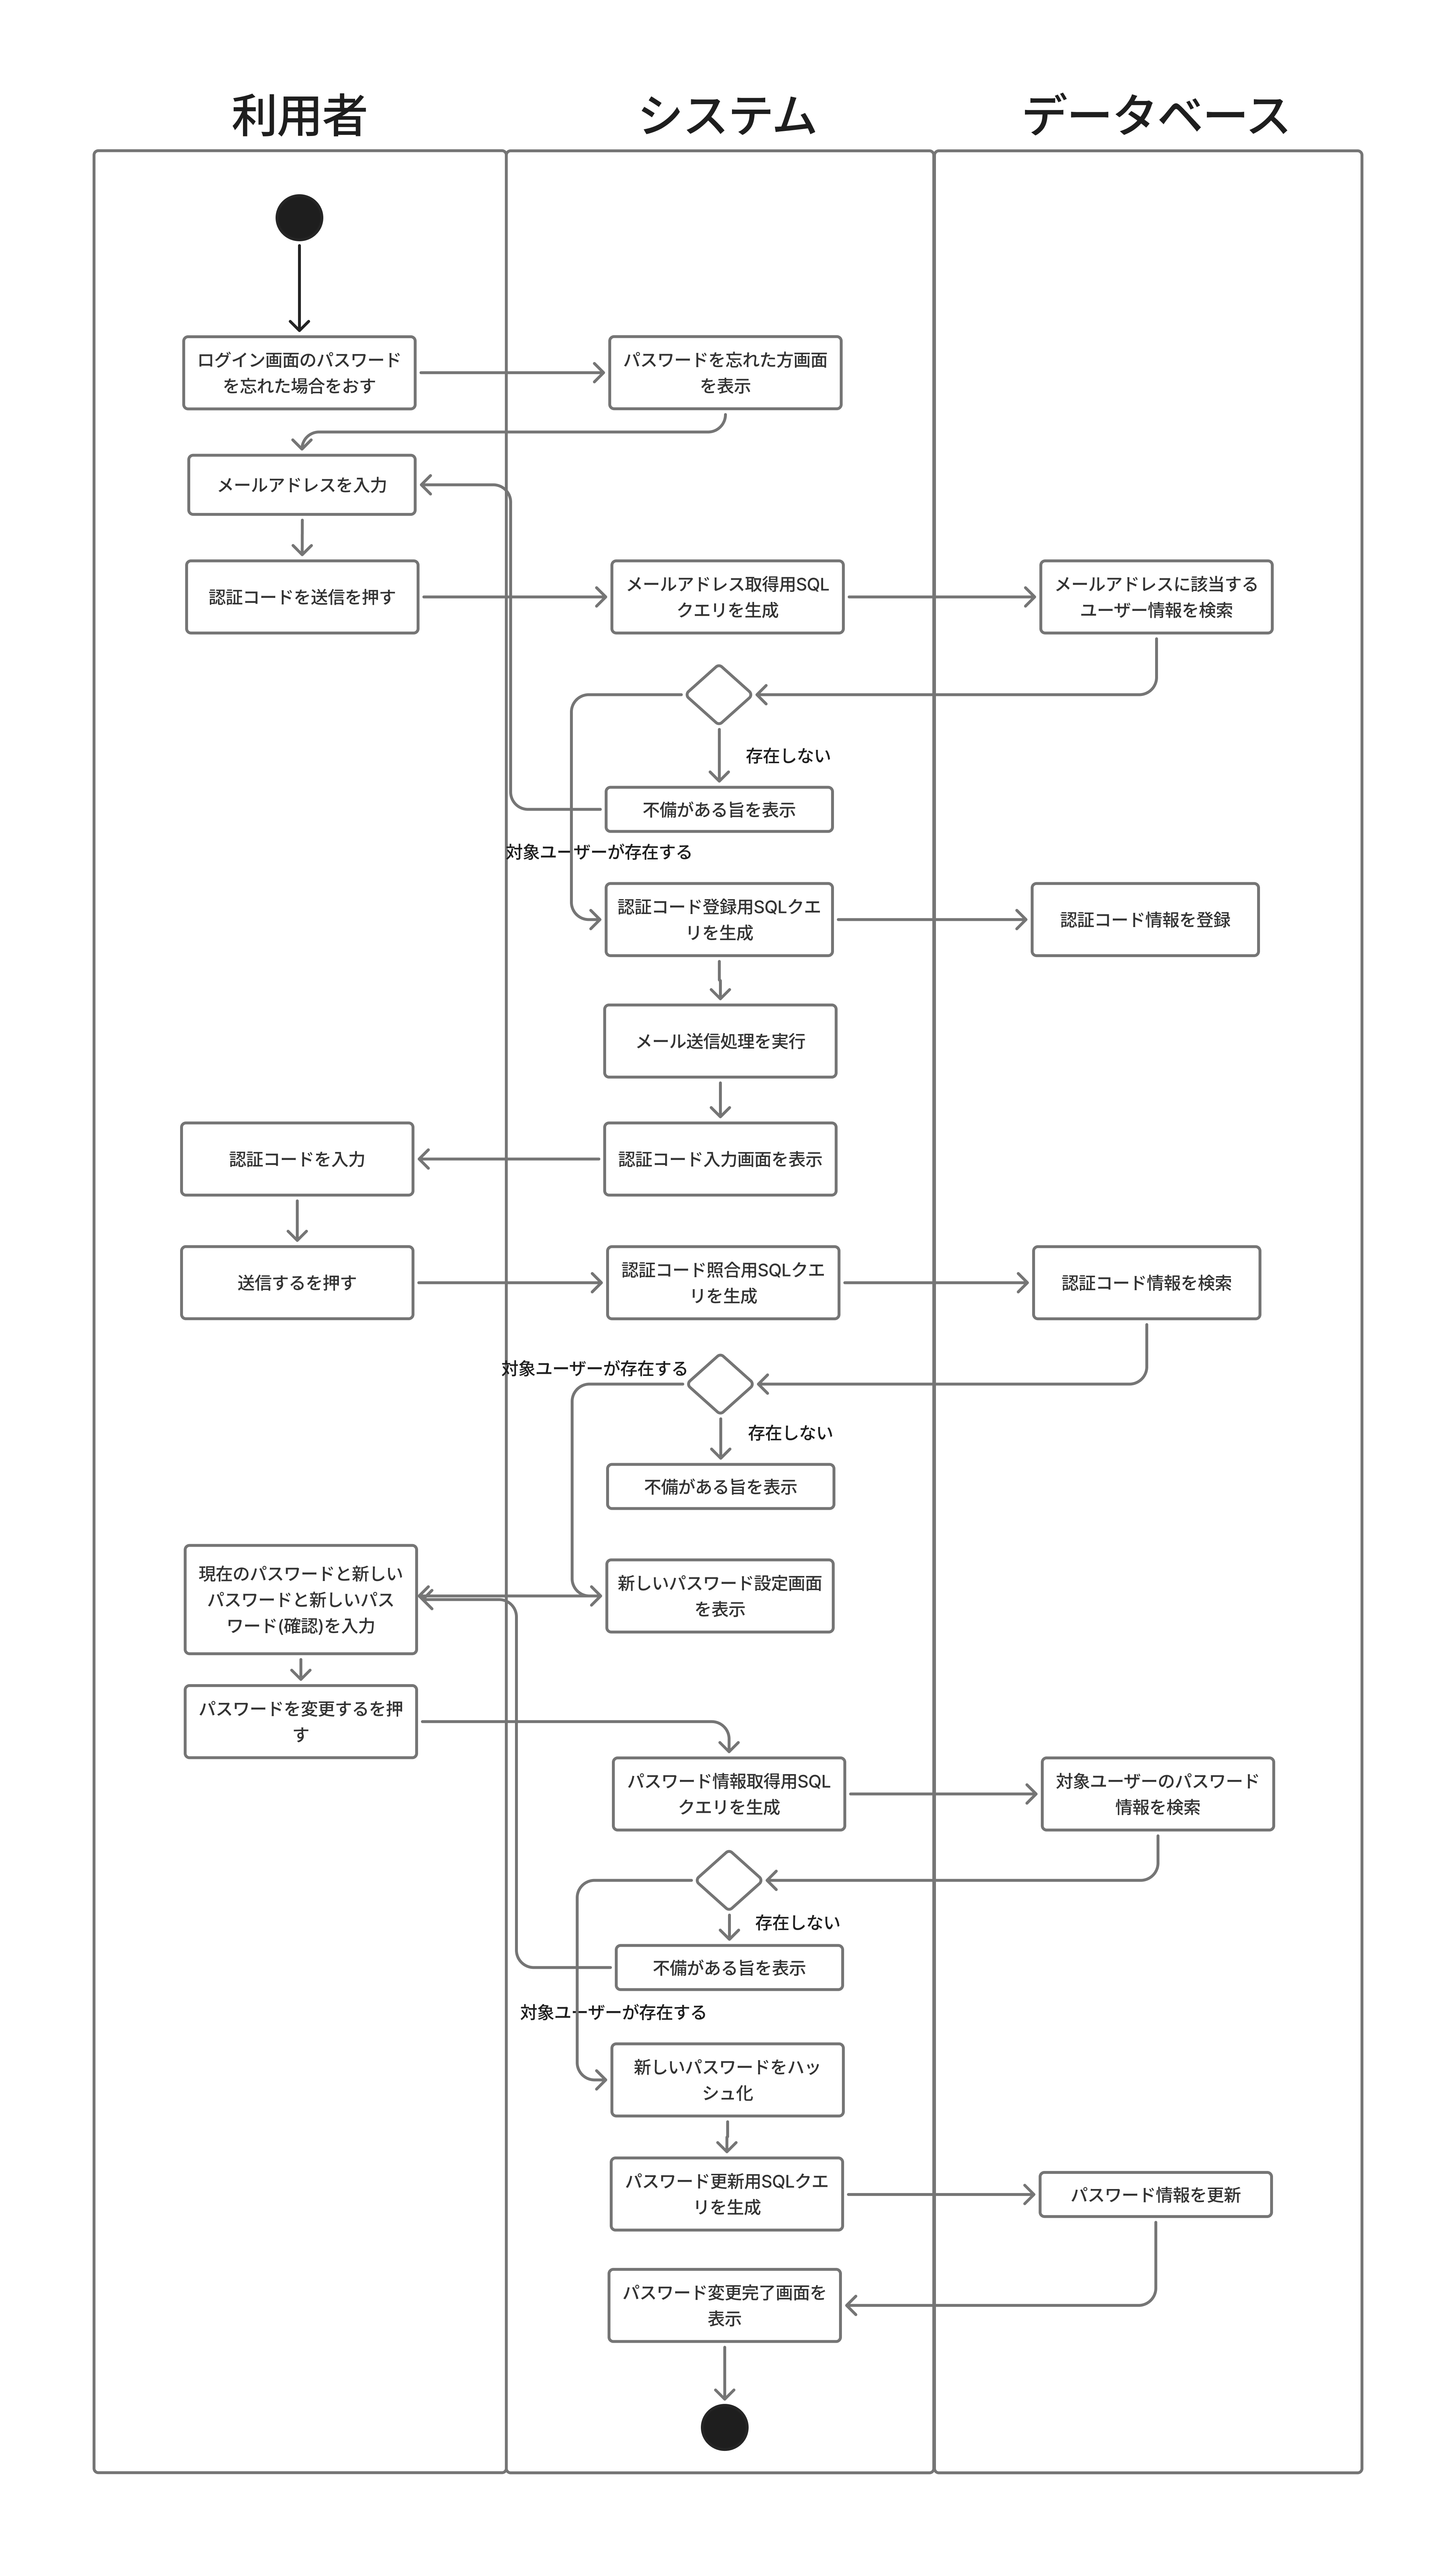 利用者
システム
データベース
ログイン画面のパスワード
を忘れた場合をおす
パスワードを忘れた方画面
を表示
メールアドレスを入力
認証コードを送信を押す
メールアドレス取得用SQL
クエリを生成
メールアドレスに該当する
ユーザー情報を検索
存在しない
不備がある旨を表示
対象ユーザーが存在する
認証コード登録用SQLクエ
リを生成
認証コード情報を登録
メール送信処理を実行
認証コードを入力
認証コード入力画面を表示
送信するを押す
認証コード照合用SQLクエ
リを生成
認証コード情報を検索
対象ユーザーが存在する
存在しない
不備がある旨を表示
現在のパスワードと新しい
パスワードと新しいパス
ワード(確認)を入力
新しいパスワード設定画面
を表示
パスワードを変更するを押
す
パスワード情報取得用SQL
クエリを生成
対象ユーザーのパスワード
情報を検索
存在しない
不備がある旨を表示
対象ユーザーが存在する
新しいパスワードをハッ
シュ化
パスワード更新用SQLクエ
リを生成
パスワード情報を更新
パスワード変更完了画面を
表示